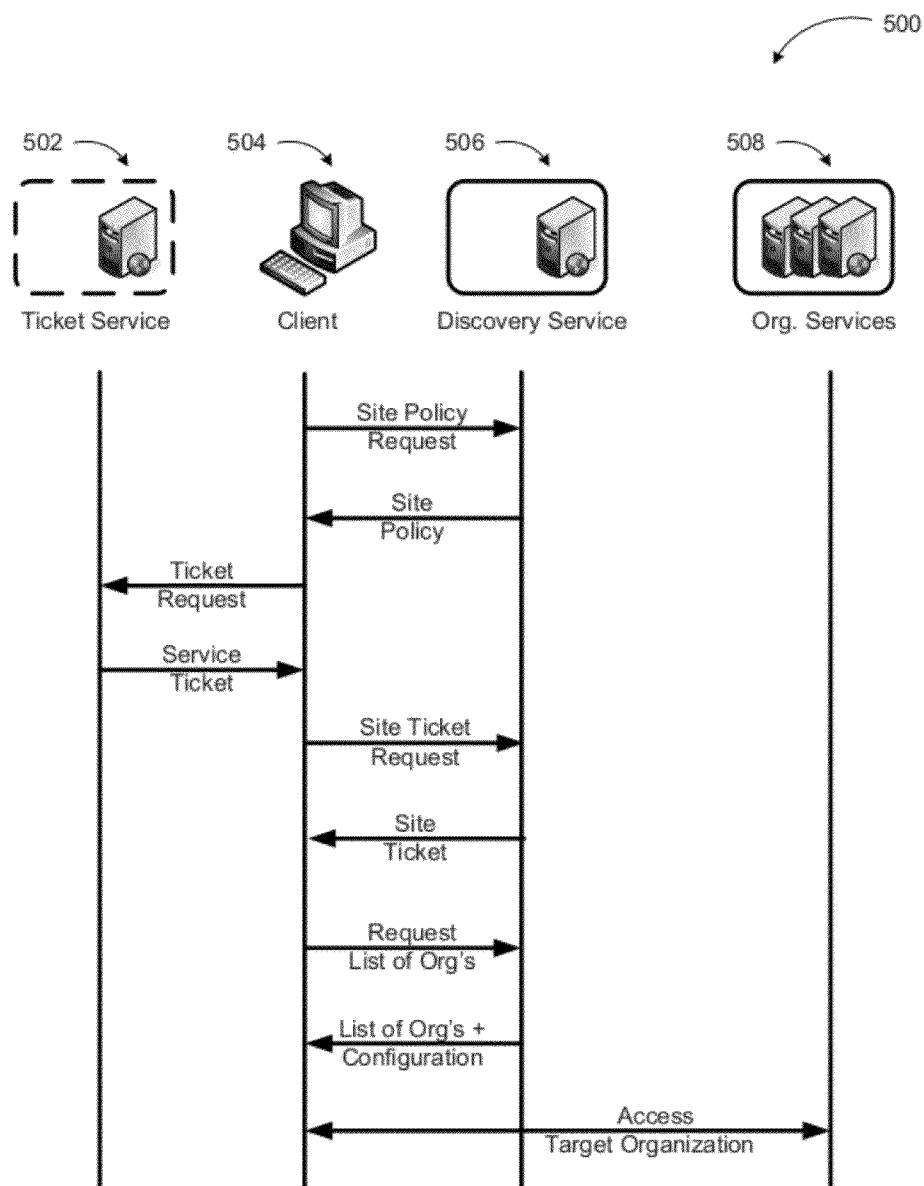 500
502
504
506
508
Ticket Service
Client
Discovery Service
Org. Services
Site Policy
Request
Site
Policy
Ticket
Request
Service
Ticket
Site Ticket
Request
Site
Ticket
Request
List of Org's
List of Org's +
Configuration
Access
Target Organization